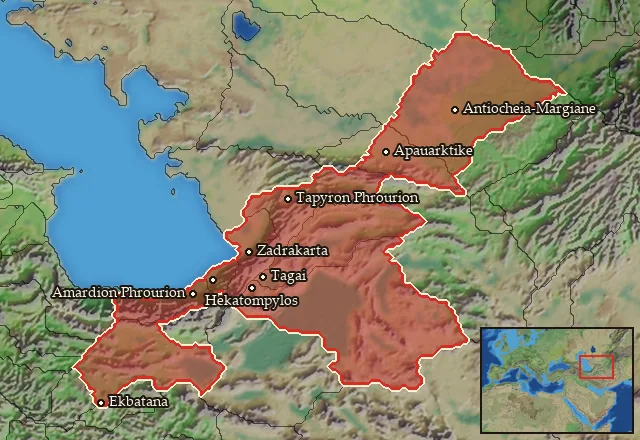 Antiocheia-Margiane
Apauarktike
Tapyron Phrourion
Zadrakarta
Tagai
Amardion Phrourion
Hekatompylos
Ekbatana